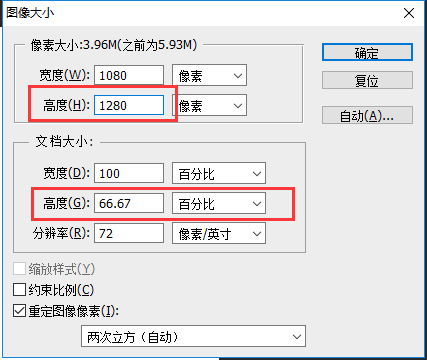 图像大小
像素大小:3.96M(之前为5.93M)
宽度(W): 1080 像素
高度(H): 1280 像素
文档大小:
宽度(D): 100 百分比
高度(G): 66.67 百分比
分辨率(R): 72 像素/英寸
缩放样式(Y)
约束比例(C)
重定图像像素(I):
两次立方（自动）
确定
复位
自动(A)...